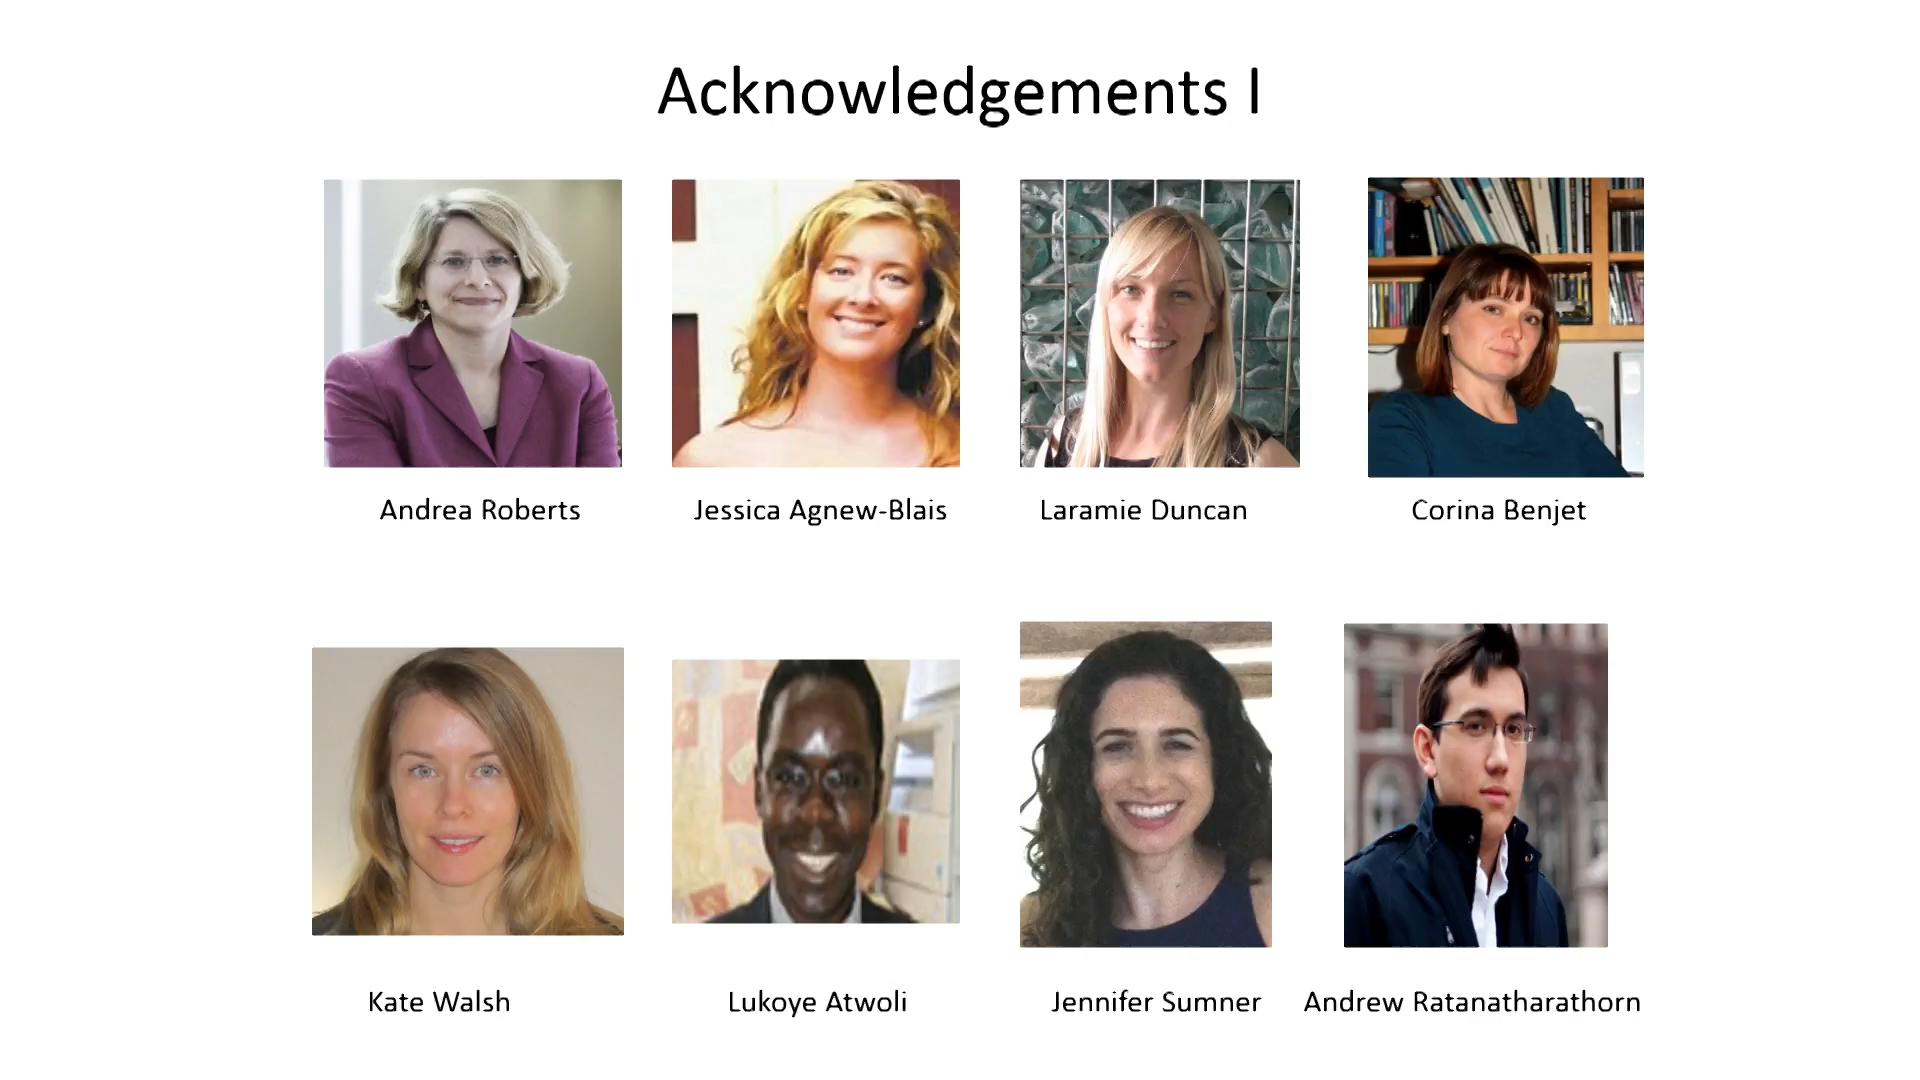 Acknowledgements I
Andrea Roberts
Jessica Agnew-Blais
Laramie Duncan
Corina Benjet
Kate Walsh
Lukoye Atwoli
Jennifer Sumner
Andrew Ratanatharathorn